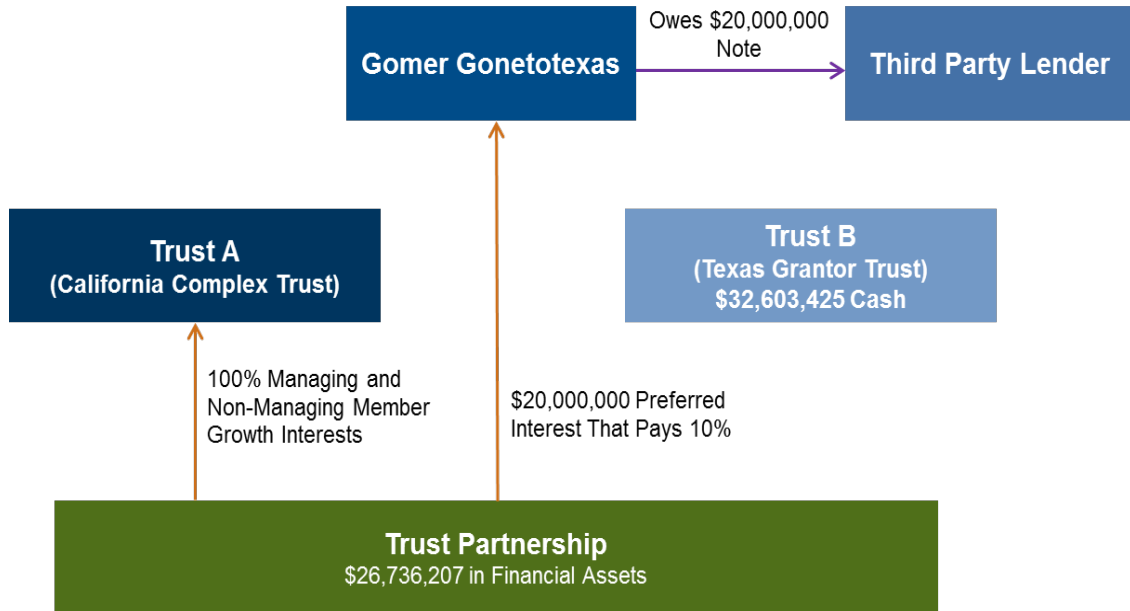 Owes $20,000,000
Note
Gomer Gonetotexas
Third Party Lender
Trust A
(California Complex Trust)
Trust B
(Texas Grantor Trust)
$32,603,425 Cash
100% Managing and
Non-Managing Member
Growth Interests
$20,000,000 Preferred
Interest That Pays 10%
Trust Partnership
$26,736,207 in Financial Assets